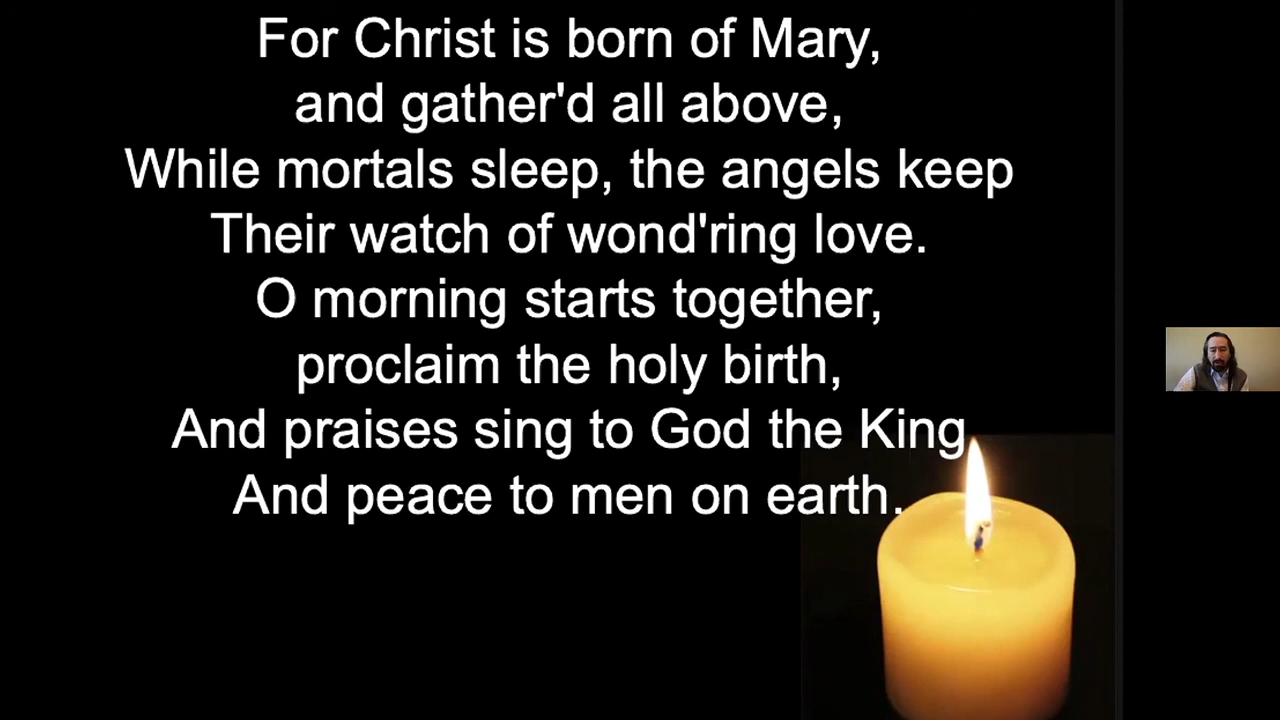 For Christ is born of Mary,
and gather'd all above,
While mortals sleep, the angels keep
Their watch of wond'ring love.
O morning starts together,
proclaim the holy birth,
And praises sing to God the King
And peace to men on earth.